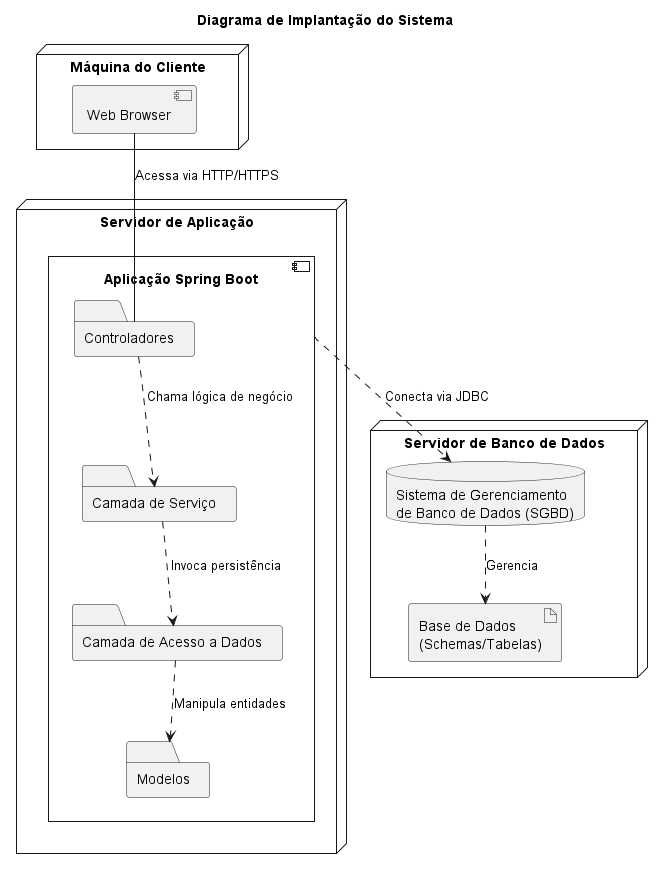 Diagrama de Implantação do Sistema
Máquina do Cliente
Web Browser
Acessa via HTTP/HTTPS
Servidor de Aplicação
Aplicação Spring Boot
Controladores
Chama lógica de negócio
Conecta via JDBC
Camada de Serviço
Invoca persistência
Camada de Acesso a Dados
Manipula entidades
Modelos
Servidor de Banco de Dados
Sistema de Gerenciamento
de Banco de Dados (SGBD)
Gerencia
Base de Dados
(Schemas/Tabelas)